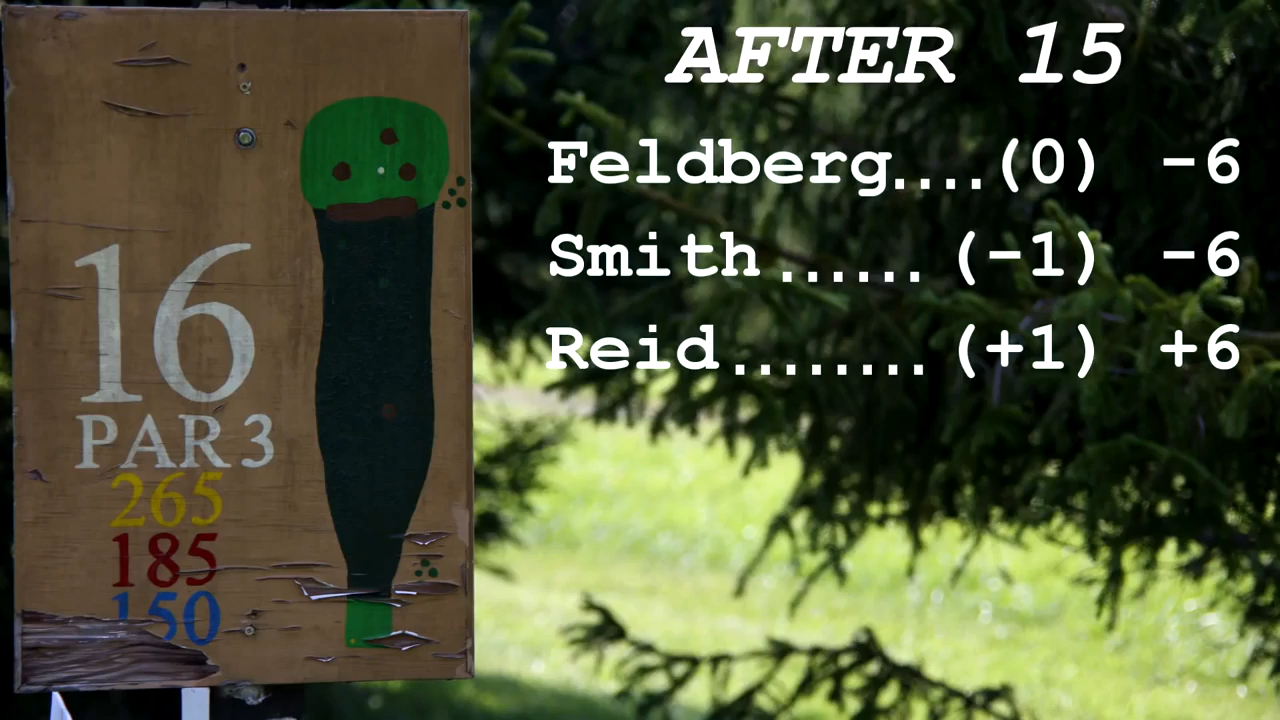 16
PAR 3
265
185
150
AFTER 15
Feldberg....(0) -6
Smith ...... (-1) -6
Reid ........ (+1) +6